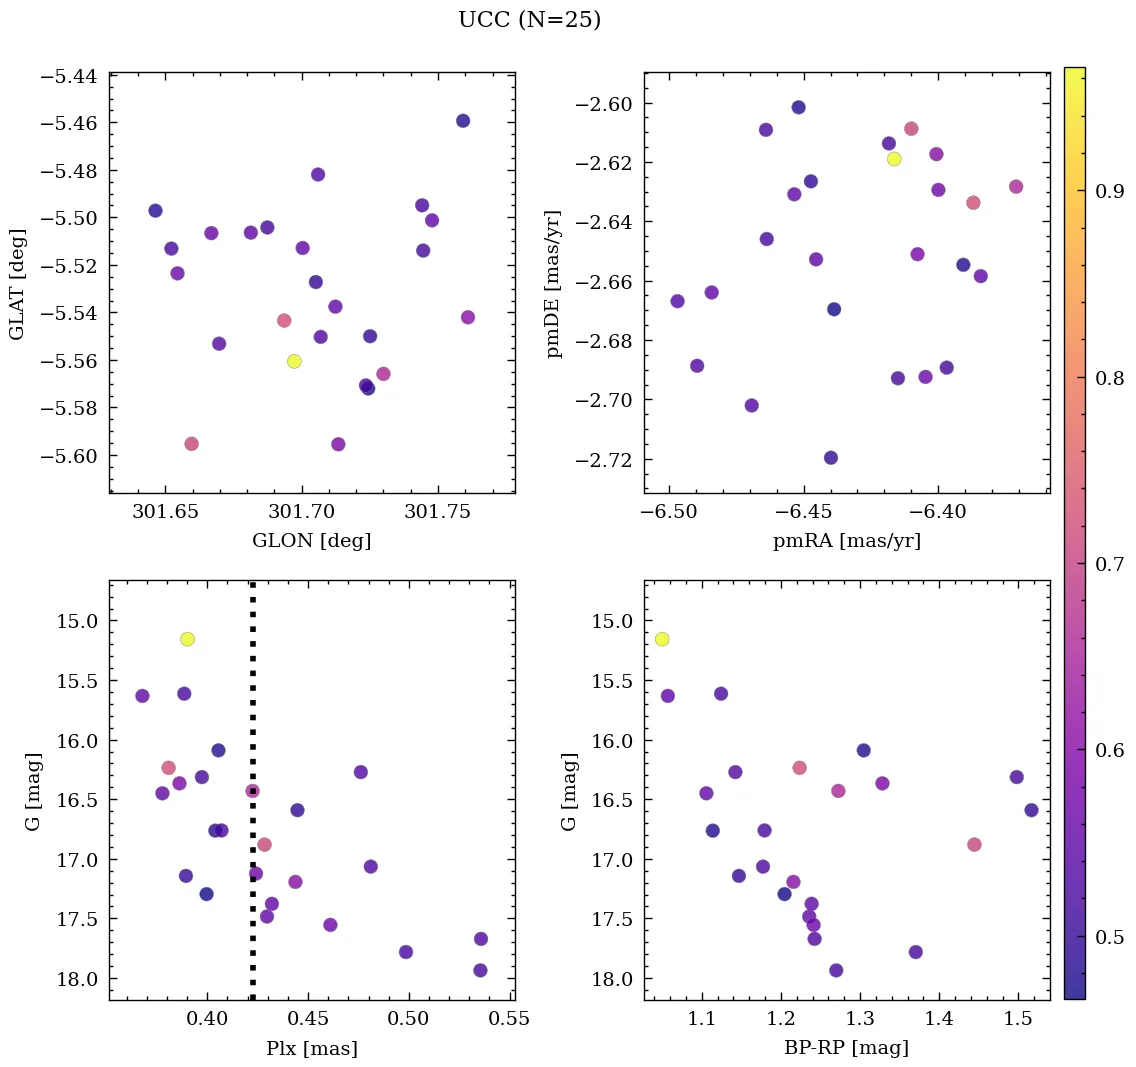 UCC (N=25)
−5.44
−5.46
−5.48
−5.50
−5.52
−5.54
−5.56
−5.58
−5.60
GLAT [deg]
301.65 301.70 301.75
GLON [deg]
−2.60
−2.62
−2.64
−2.66
−2.68
−2.70
−2.72
pmDE [mas/yr]
−6.50 −6.45 −6.40
pmRA [mas/yr]
15.0
15.5
16.0
16.5
17.0
17.5
18.0
G [mag]
0.40 0.45 0.50 0.55
Plx [mas]
15.0
15.5
16.0
16.5
17.0
17.5
18.0
G [mag]
1.1 1.2 1.3 1.4 1.5
BP-RP [mag]
0.9
0.8
0.7
0.6
0.5